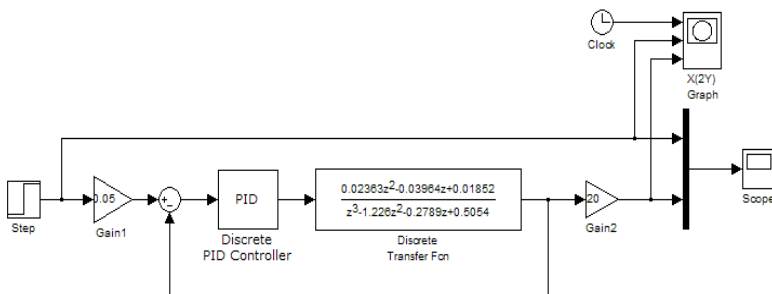 Clock
X(2Y)
Graph
Step
0.05
Gain1
+
-
PID
Discrete
PID Controller
0.02363z²-0.03964z+0.01852
z³-1.226z²-0.2789z+0.5054
Discrete
Transfer Fcn
20
Gain2
Scope